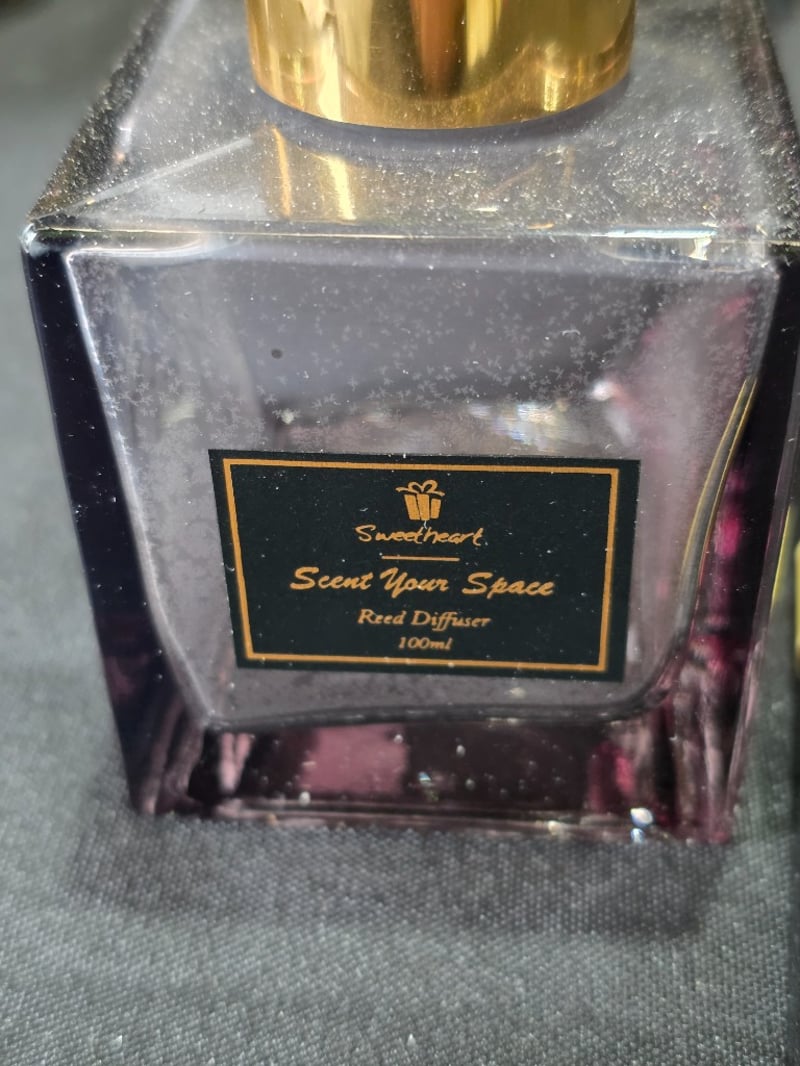 Sweetheart
Scent Your Space
Reed Diffuser
100ml